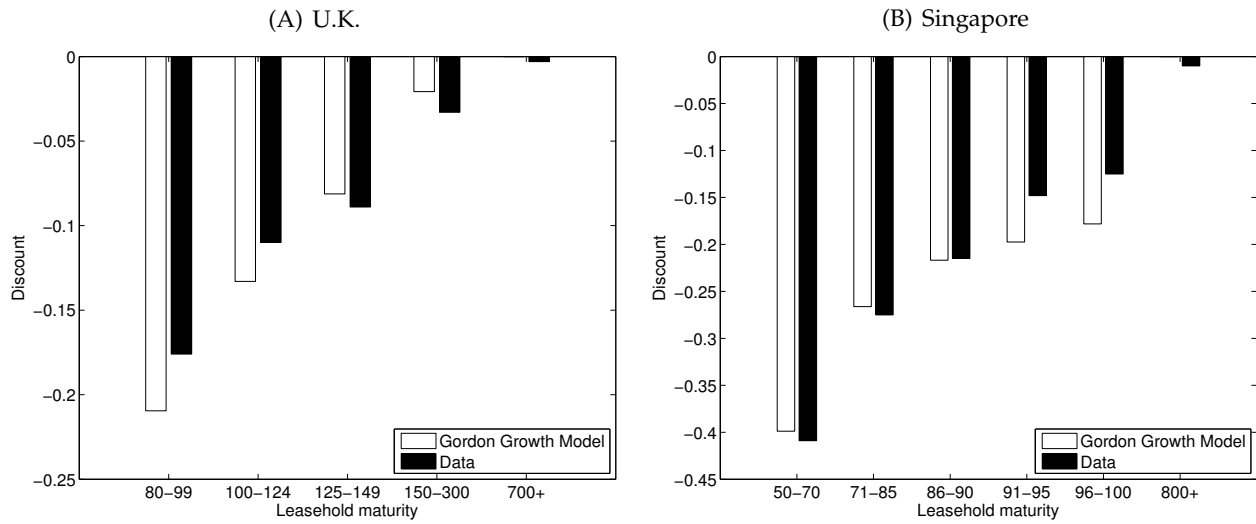 (A) U.K.
0
−0.05
−0.1
−0.15
−0.2
−0.25
Discount
80−99 100−124 125−149 150−300 700+
Leasehold maturity
Gordon Growth Model
Data
(B) Singapore
0
−0.05
−0.1
−0.15
−0.2
−0.25
−0.3
−0.35
−0.4
−0.45
Discount
50−70 71−85 86−90 91−95 96−100 800+
Leasehold maturity
Gordon Growth Model
Data